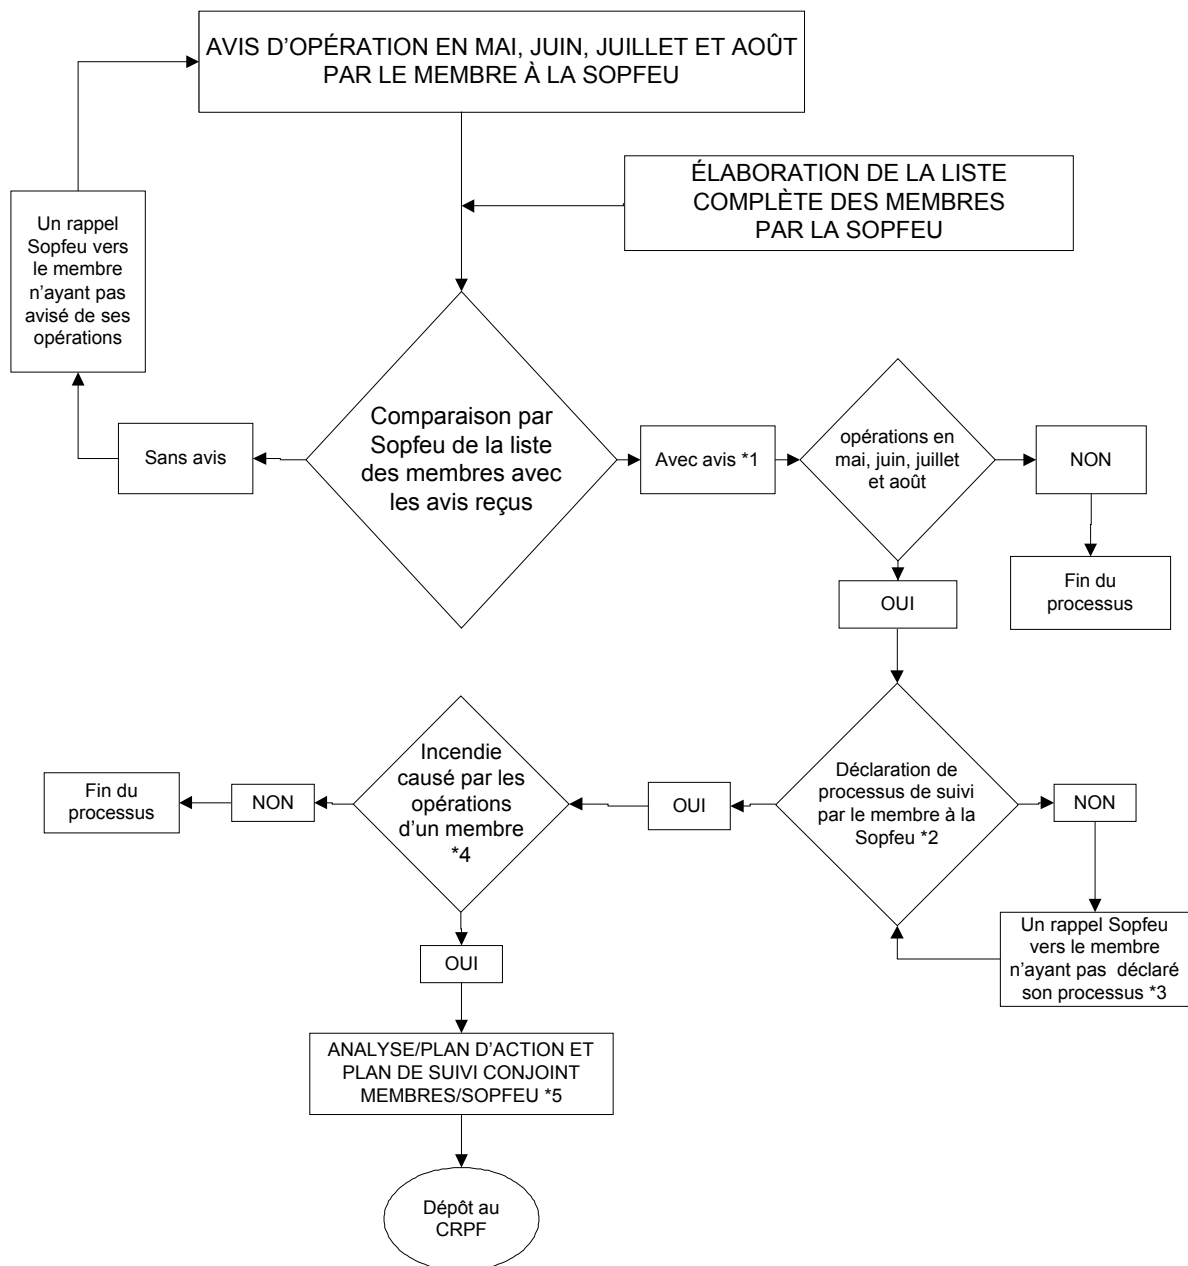 AVIS D'OPÉRATION EN MAI, JUIN, JUILLET ET AOÛT
PAR LE MEMBRE À LA SOPFEU
ÉLABORATION DE LA LISTE
COMPLÈTE DES MEMBRES
PAR LA SOPFEU
Un rappel
Sopfeu vers
le membre
n'ayant pas
avisé de ses
opérations
Sans avis
Comparaison par
Sopfeu de la liste
des membres avec
les avis reçus
Avec avis *1
opérations en
mai, juin, juillet
et août
NON
Fin du
processus
OUI
Déclaration de
processus de suivi
par le membre à la
Sopfeu *2
NON
Un rappel Sopfeu
vers le membre
n'ayant pas déclaré
son processus *3
OUI
Incendie
causé par les
opérations
d'un membre
*4
NON
Fin du
processus
OUI
ANALYSE/PLAN D'ACTION ET
PLAN DE SUIVI CONJOINT
MEMBRES/SOPFEU *5
Dépôt au
CRPF